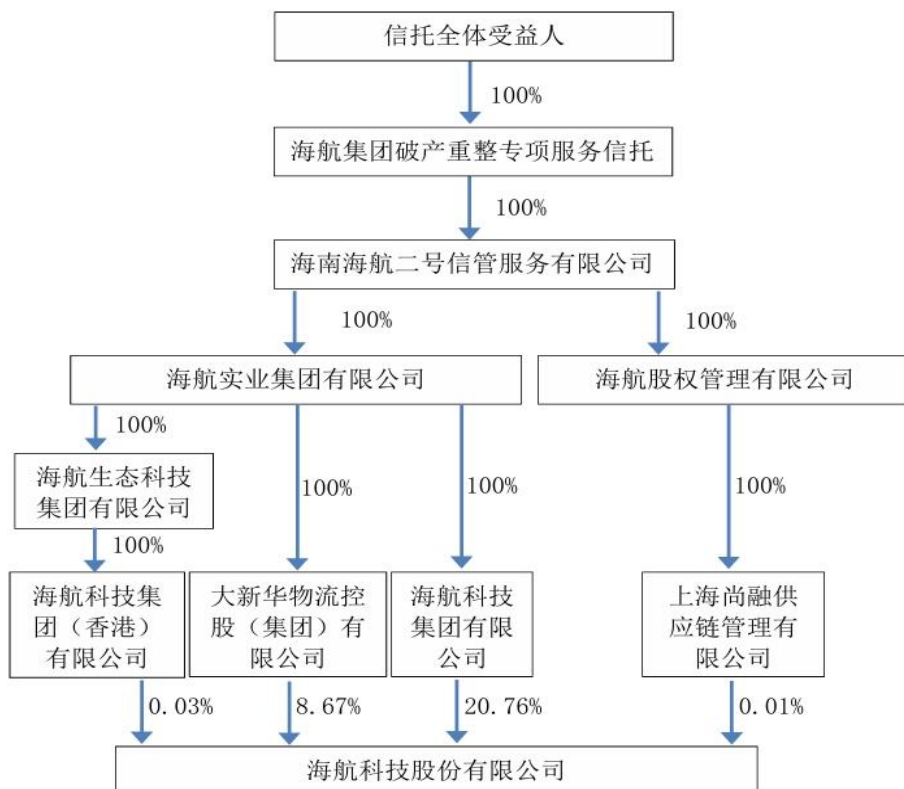 信托全体受益人
100%
海航集团破产重整专项服务信托
100%
海南海航二号信管服务有限公司
100%
100%
海航实业集团有限公司
海航股权管理有限公司
100%
海航生态科技
集团有限公司
100%
100%
100%
100%
海航科技集
团（香港）
有限公司
大新华物流控
股（集团）有
限公司
海航科技
集团有限
公司
上海尚融供
应链管理有
限公司
0.03%
8.67%
20.76%
0.01%
海航科技股份有限公司